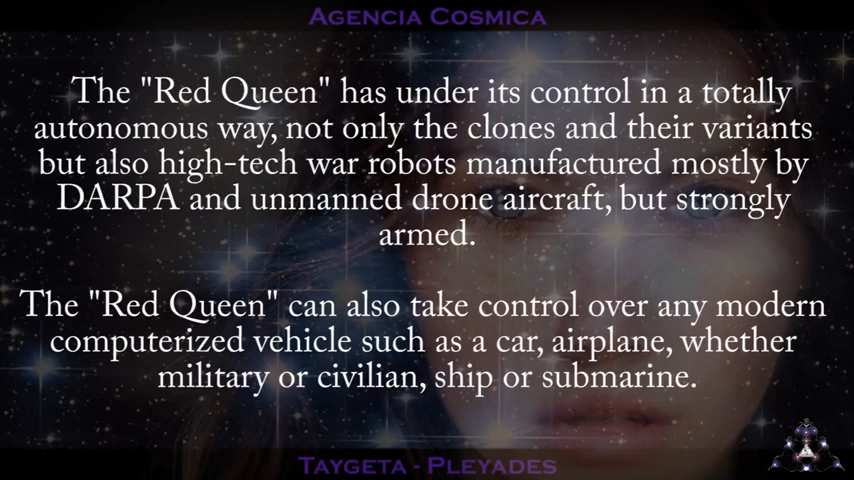 AGENCIA COSMICA
The "Red Queen" has under its control in a totally
autonomous way, not only the clones and their variants
but also high-tech war robots manufactured mostly by
DARPA and unmanned drone aircraft, but strongly
armed.
The "Red Queen" can also take control over any modern
computerized vehicle such as a car, airplane, whether
military or civilian, ship or submarine.
TAYGETA - PLEYADES